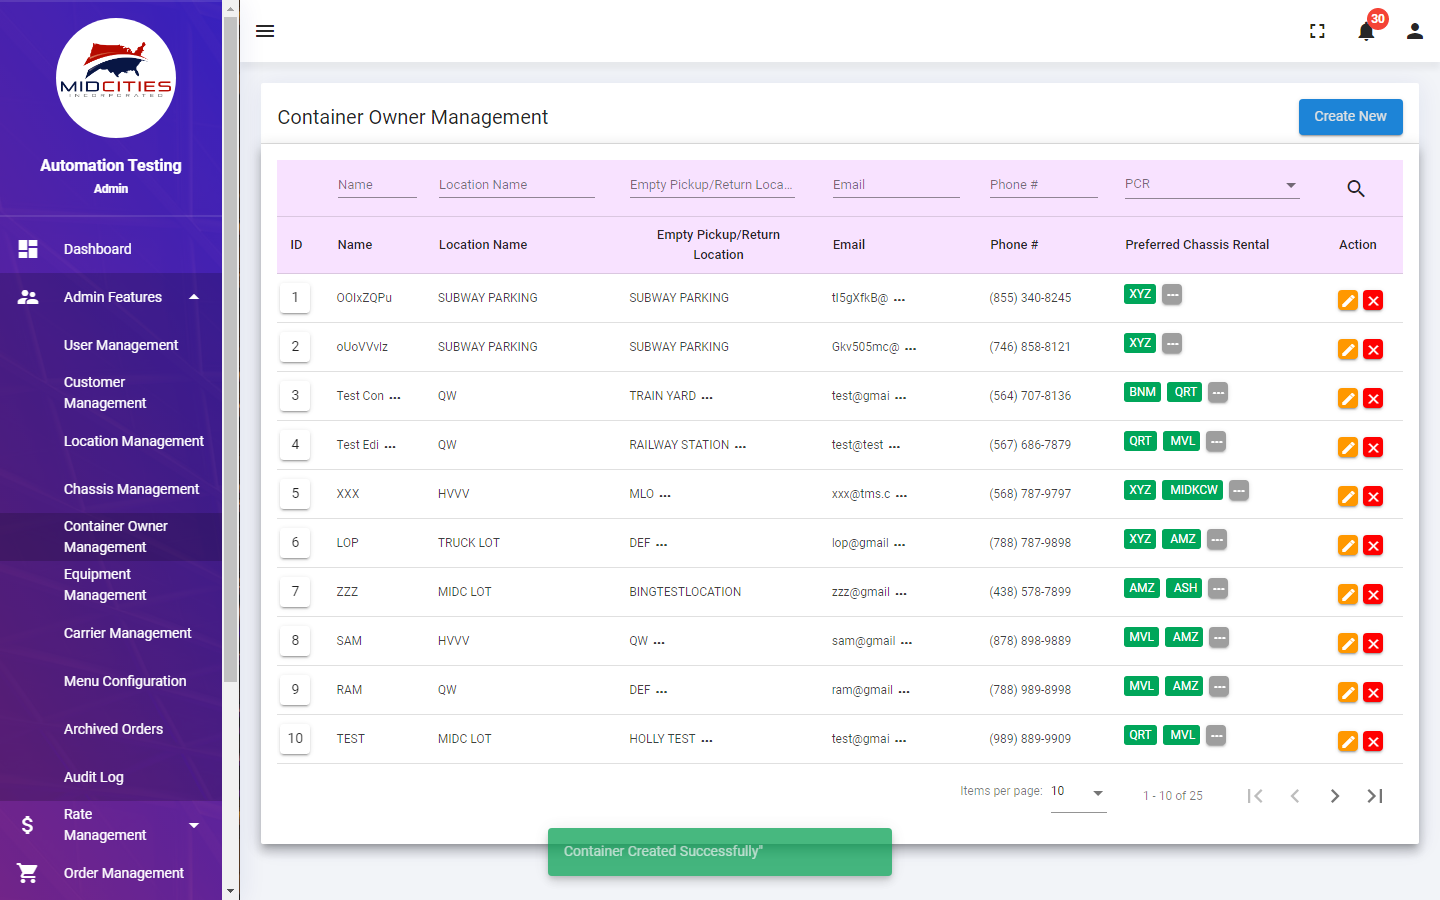 MIDCITIES
INCORPORATED
Automation Testing
Admin
Dashboard
Admin Features
User Management
Customer
Management
Location Management
Chassis Management
Container Owner
Management
Equipment
Management
Carrier Management
Menu Configuration
Archived Orders
Audit Log
Rate
Management
Order Management
30
Container Owner Management
Create New
Name Location Name Empty Pickup/Return Loca... Email Phone # PCR
ID Name Location Name Empty Pickup/Return Location Email Phone # Preferred Chassis Rental Action
1 OOIxZQPu SUBWAY PARKING SUBWAY PARKING tI5gXfkB@ ... (855) 340-8245 XYZ ---
2 oUoVVvIz SUBWAY PARKING SUBWAY PARKING Gkv505mc@ ... (746) 858-8121 XYZ ---
3 Test Con ... QW TRAIN YARD ... test@gmai ... (564) 707-8136 BNM QRT ---
4 Test Edi ... QW RAILWAY STATION ... test@test ... (567) 686-7879 QRT MVL ---
5 XXX HVVV MLO ... xxx@tms.c ... (568) 787-9797 XYZ MIDKCW ---
6 LOP TRUCK LOT DEF ... lop@gmail ... (788) 787-9898 XYZ AMZ ---
7 ZZZ MIDC LOT BINGTESTLOCATION zzz@gmail ... (438) 578-7899 AMZ ASH ---
8 SAM HVVV QW ... sam@gmail ... (878) 898-9889 MVL AMZ ---
9 RAM QW DEF ... ram@gmail ... (788) 989-8998 MVL AMZ ---
10 TEST MIDC LOT HOLLY TEST ... test@gmai ... (989) 889-9909 QRT MVL ---
Items per page: 10 1 - 10 of 25
Container Created Successfully"